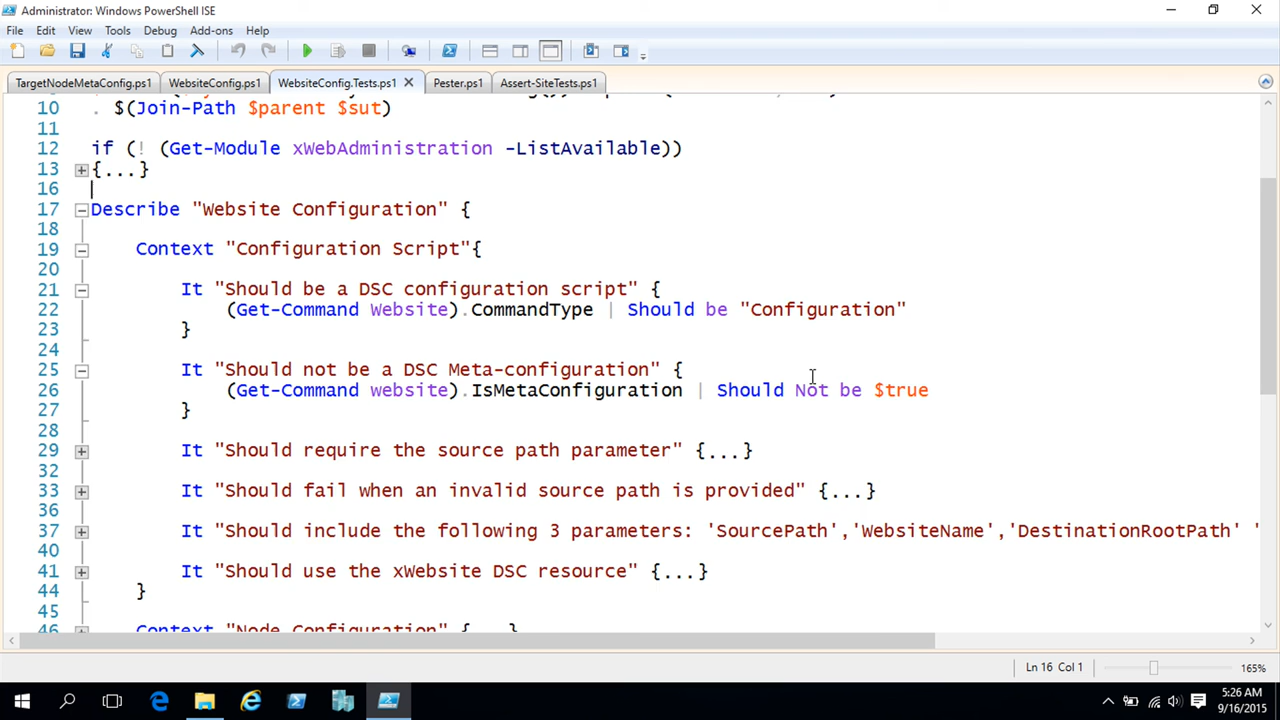 Administrator: Windows PowerShell ISE
File Edit View Tools Debug Add-ons Help
TargetNodeMetaConfig.ps1 WebsiteConfig.ps1 WebsiteConfig.Tests.ps1 Pester.ps1 Assert-SiteTests.ps1
10 . $(Join-Path $parent $sut)
11
12 if (! (Get-Module xWebAdministration -ListAvailable))
13 {...}
16
17 Describe "Website Configuration" {
18
19 Context "Configuration Script"{
20
21 It "Should be a DSC configuration script" {
22 (Get-Command Website).CommandType | Should be "Configuration"
23 }
24
25 It "Should not be a DSC Meta-configuration" {
26 (Get-Command website).IsMetaConfiguration | Should Not be $true
27 }
28
29 It "Should require the source path parameter" {...}
32
33 It "Should fail when an invalid source path is provided" {...}
36
37 It "Should include the following 3 parameters: 'SourcePath','WebsiteName','DestinationRootPath' "
40
41 It "Should use the xWebsite DSC resource" {...}
44 }
45
46 Context "Node Configuration" {...}
Ln 16 Col 1 165%
5:26 AM
9/16/2015